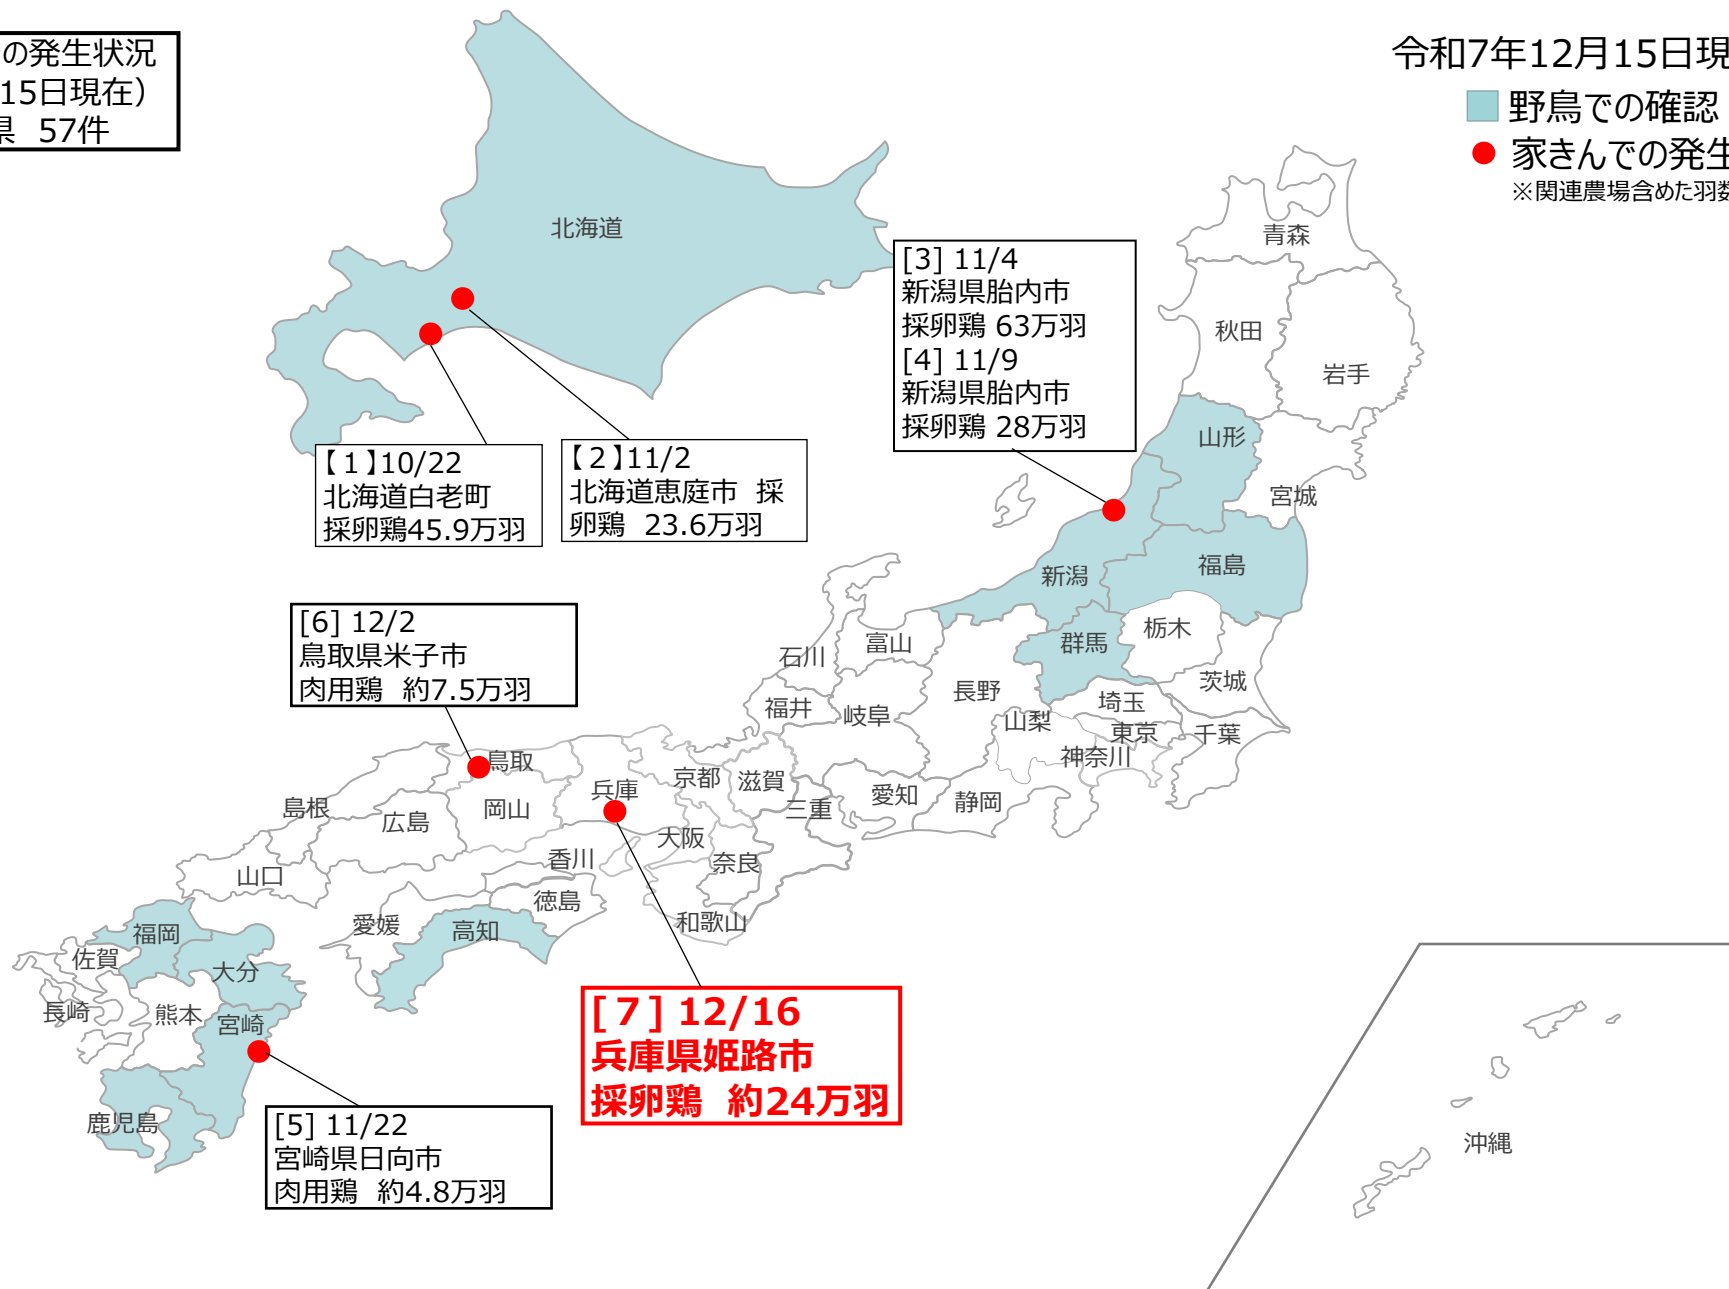 の発生状況
15日現在）
県　57件
令和7年12月15日現
野鳥での確認
家きんでの発生
※関連農場含めた羽数
北海道
青森
秋田
岩手
山形
宮城
福島
新潟
[3] 11/4
新潟県胎内市
採卵鶏 63万羽
[4] 11/9
新潟県胎内市
採卵鶏 28万羽
【１】10/22
北海道白老町
採卵鶏45.9万羽
【２】11/2
北海道恵庭市　採
卵鶏　23.6万羽
[6] 12/2
鳥取県米子市
肉用鶏　約7.5万羽
富山
石川
福井
岐阜
長野
群馬
栃木
茨城
埼玉
山梨
東京
神奈川
千葉
鳥取
兵庫
京都
滋賀
島根
広島
岡山
大阪
三重
愛知
静岡
香川
奈良
山口
徳島
和歌山
愛媛
高知
福岡
佐賀
大分
長崎
熊本
宮崎
鹿児島
[７] 12/16
兵庫県姫路市
採卵鶏　約24万羽
[5] 11/22
宮崎県日向市
肉用鶏　約4.8万羽
沖縄